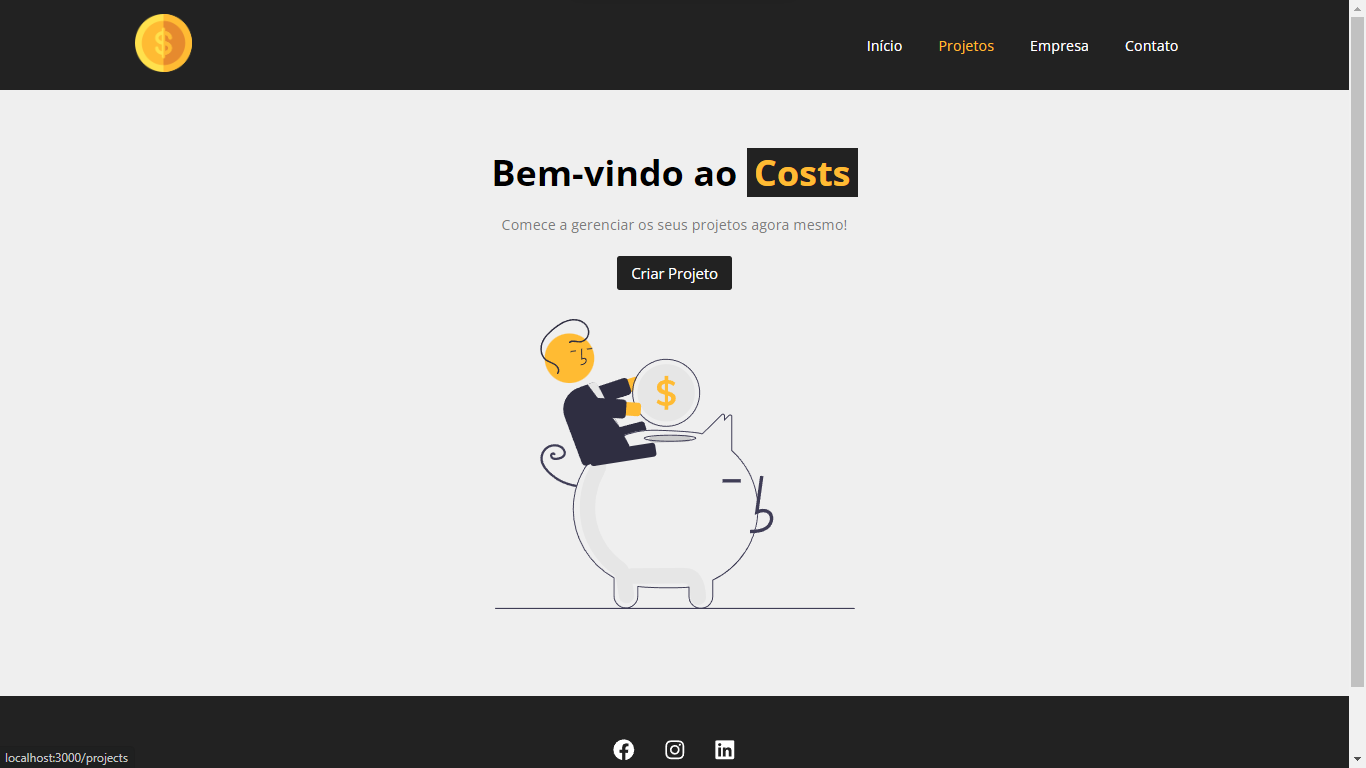 $
Início Projetos Empresa Contato
Bem-vindo ao Costs
Comece a gerenciar os seus projetos agora mesmo!
Criar Projeto
$
localhost:3000/projects